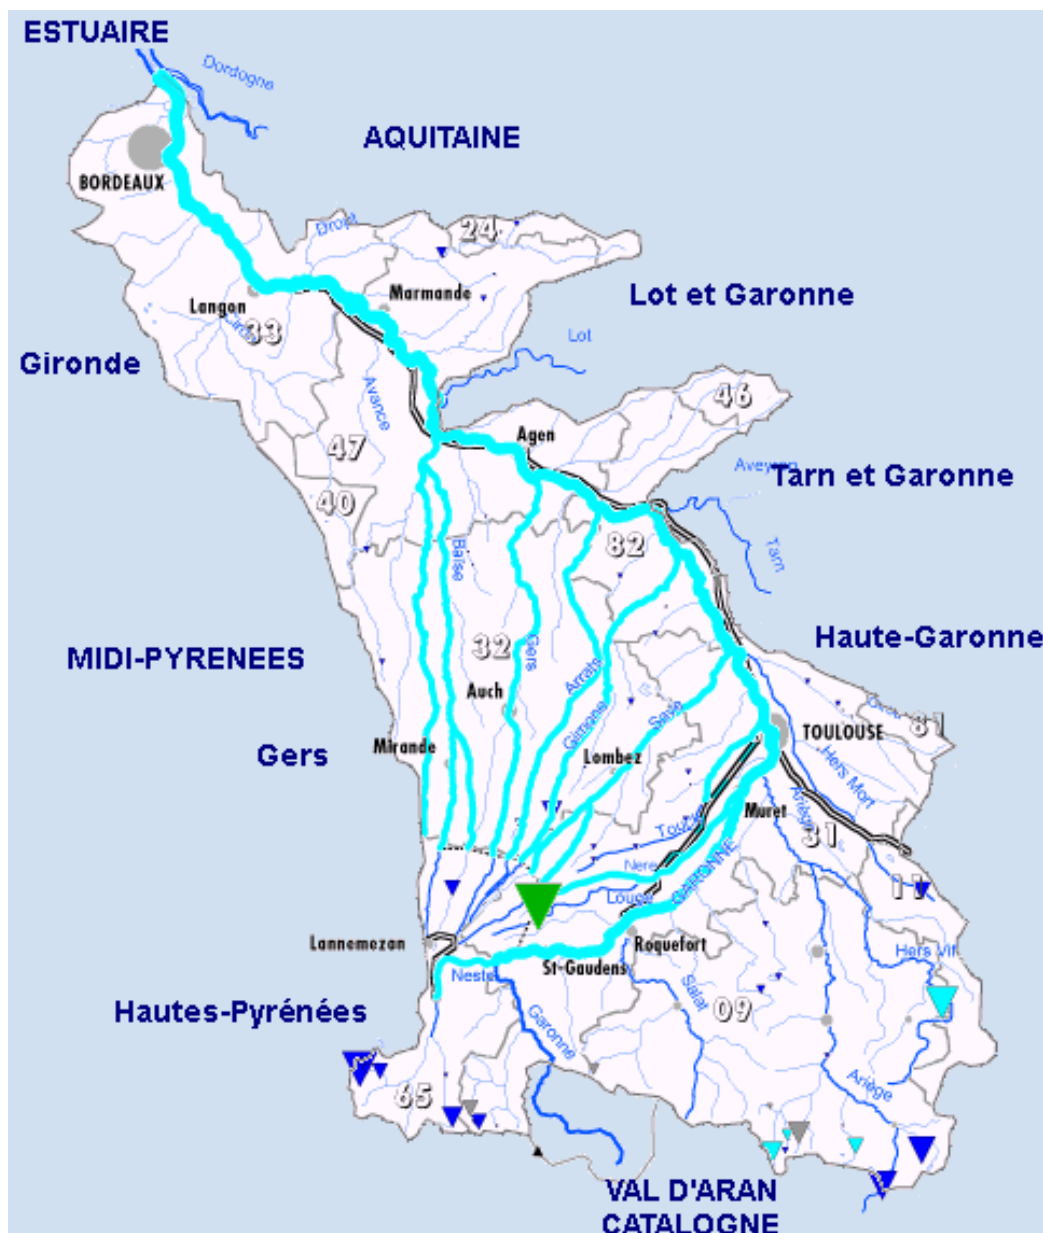 ESTUAIRE
Dordogne
AQUITAINE
BORDEAUX
Dropt
24
Marmande
Lot et Garonne
Langon
33
Gironde
Lot
Avance
46
Agen
47
Aveyron
Tarn et Garonne
40
82
Tarn
Baïse
Haute-Garonne
32
Gers
MIDI-PYRENEES
Arrats
Auch
Save
Gimone
81
TOULOUSE
Mirande
Gers
Lombez
Hers Mort
Ariège
Muret
Touch
31
Nere
GARONNE
11
Louge
Lannemezan
Roquefort
Hers Vif
St-Gaudens
Neste
Salat
Hautes-Pyrénées
09
Garonne
Ariège
65
VAL D'ARAN
CATALOGNE